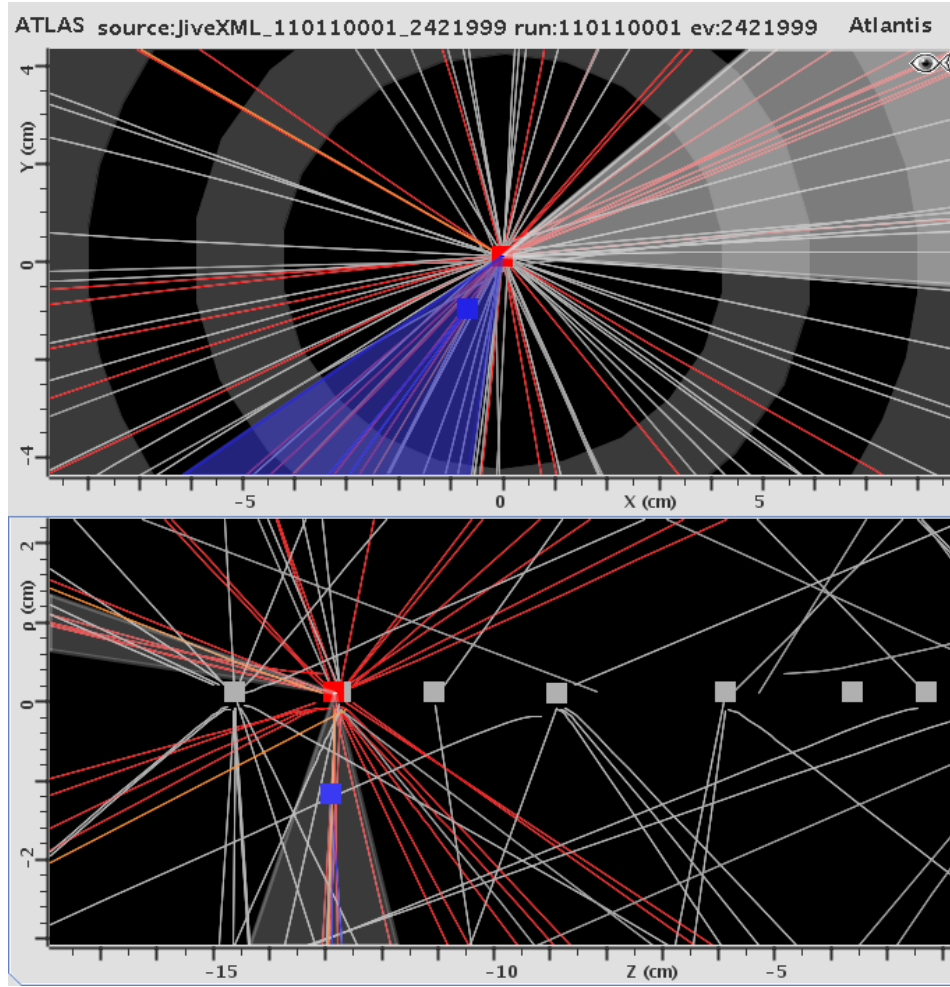 ATLAS source:JiveXML_110110001_2421999 run:110110001 ev:2421999 Atlantis
4
Y (cm)
0
-4
-5 0 X (cm) 5
2
ρ (cm)
0
-2
-15 -10 Z (cm) -5